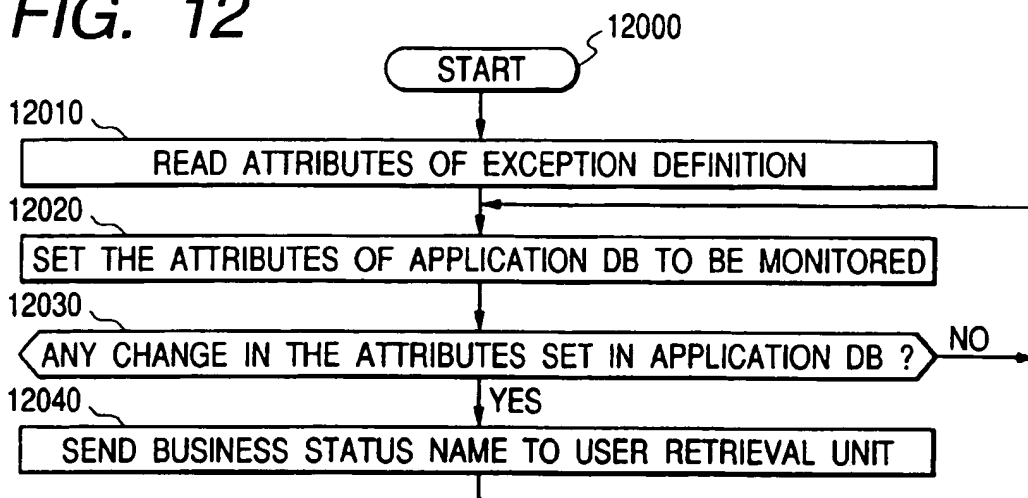 FIG. 12
12000
START
12010
READ ATTRIBUTES OF EXCEPTION DEFINITION
12020
SET THE ATTRIBUTES OF APPLICATION DB TO BE MONITORED
12030
ANY CHANGE IN THE ATTRIBUTES SET IN APPLICATION DB ?
NO
YES
12040
SEND BUSINESS STATUS NAME TO USER RETRIEVAL UNIT